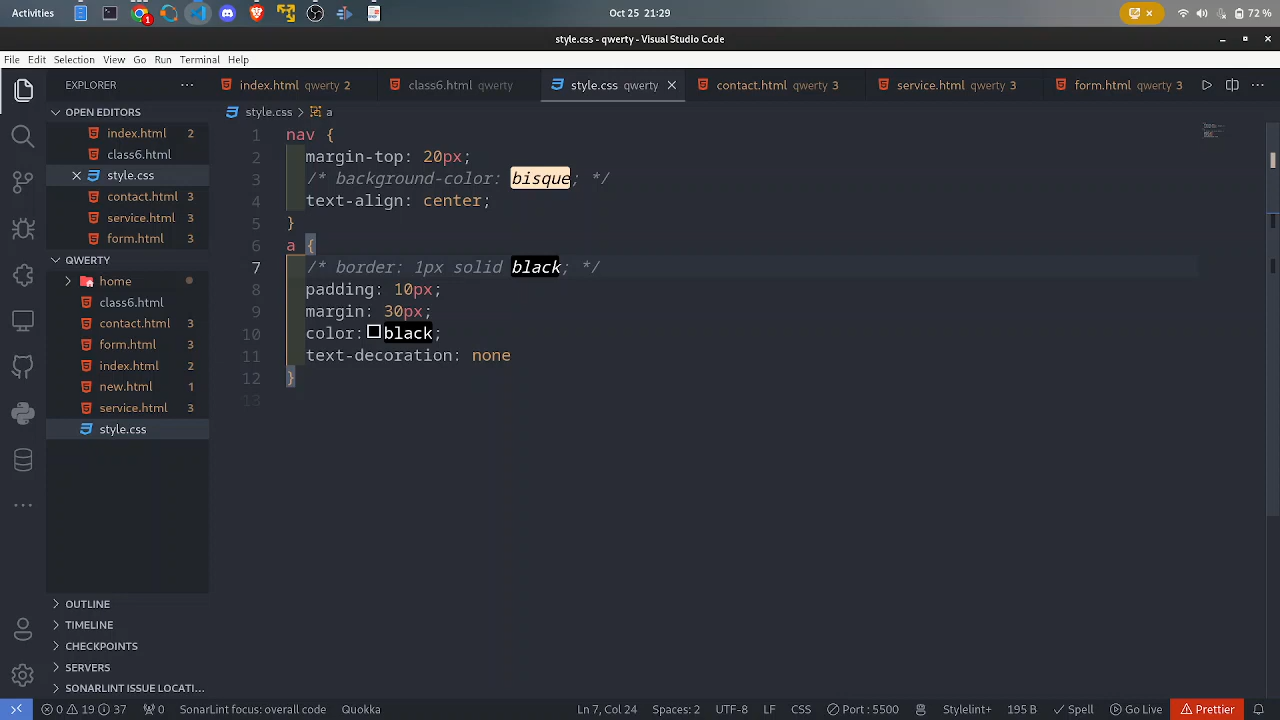 Activities
Oct 25 21:29
72 %
style.css - qwerty - Visual Studio Code
File Edit Selection View Go Run Terminal Help
EXPLORER
index.html qwerty 2
class6.html qwerty
style.css qwerty
contact.html qwerty 3
service.html qwerty 3
form.html qwerty 3
OPEN EDITORS
index.html 2
class6.html
style.css
contact.html 3
service.html 3
form.html 3
QWERTY
home
class6.html
contact.html 3
form.html 3
index.html 2
new.html 1
service.html 3
style.css
OUTLINE
TIMELINE
CHECKPOINTS
SERVERS
SONARLINT ISSUE LOCATI...
style.css > a
1 nav {
2 margin-top: 20px;
3 /* background-color: bisque; */
4 text-align: center;
5 }
6 a {
7 /* border: 1px solid black; */
8 padding: 10px;
9 margin: 30px;
10 color: black;
11 text-decoration: none
12 }
13
0 19 37 0 SonarLint focus: overall code Quokka Ln 7, Col 24 Spaces: 2 UTF-8 LF CSS Port : 5500 Stylelint+ 195 B Spell Go Live Prettier